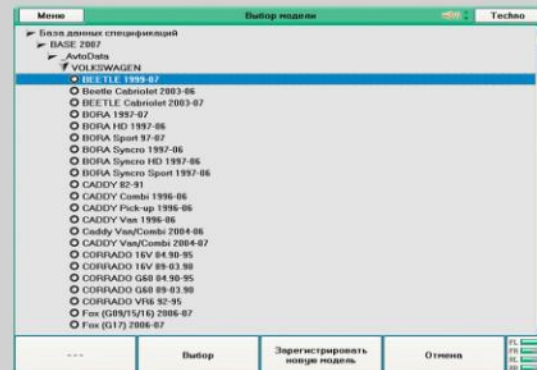 Меню
Выбор модели
Techno
База данных спецификаций
BASE 2007
_AvtoData
VOLKSWAGEN
BEETLE 1999-07
Beetle Cabriolet 2003-06
BEETLE Cabriolet 2003-07
BORA 1997-07
BORA HD 1997-06
BORA Sport 97-07
BORA Syncro 1997-06
BORA Syncro HD 1997-06
BORA Syncro Sport 1997-06
CADDY 82-91
CADDY Combi 1996-06
CADDY Pick-up 1996-06
CADDY Van 1996-06
Caddy Van/Combi 2004-06
CADDY Van/Combi 2004-07
CORRADO 16V 04.90-95
CORRADO 16V 89-03.90
CORRADO G60 04.90-95
CORRADO G60 89-03.90
CORRADO VR6 92-95
Fox (G09/15/16) 2006-07
Fox (G17) 2006-07
---
Выбор
Зарегистрировать
новую модель
Отмена
FL
FR
RL
RR